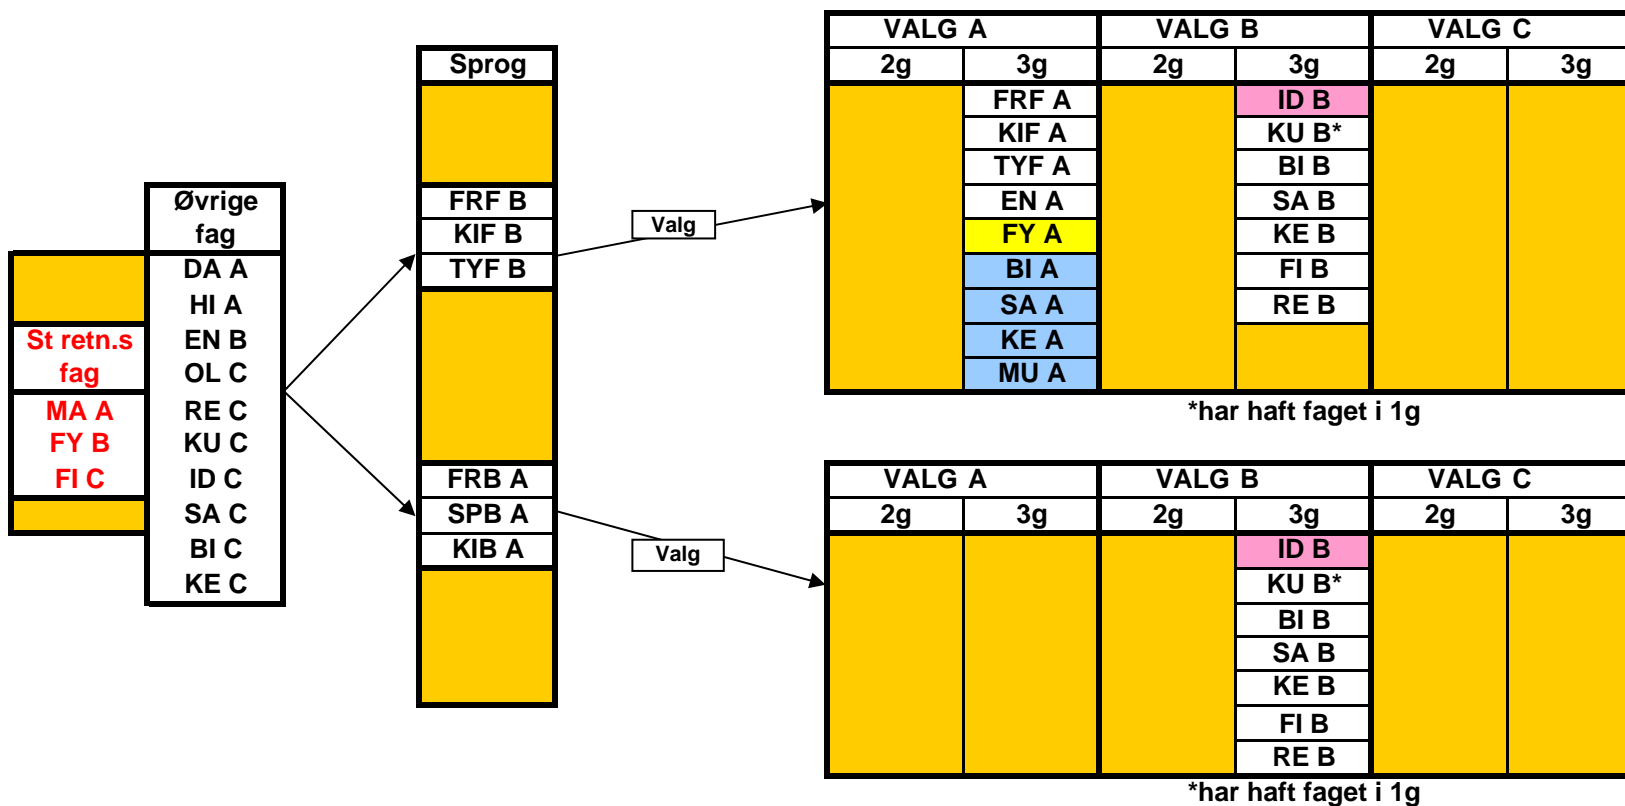 St retn.s
fag
MA A
FY B
FI C
Øvrige
fag
DA A
HI A
EN B
OL C
RE C
KU C
ID C
SA C
BI C
KE C
Sprog
FRF B
KIF B
TYF B
FRB A
SPB A
KIB A
Valg
Valg
VALG A VALG B VALG C
2g 3g 2g 3g 2g 3g
FRF A ID B
KIF A KU B*
TYF A BI B
EN A SA B
FY A KE B
BI A FI B
SA A RE B
KE A
MU A
*har haft faget i 1g
VALG A VALG B VALG C
2g 3g 2g 3g 2g 3g
ID B
KU B*
BI B
SA B
KE B
FI B
RE B
*har haft faget i 1g